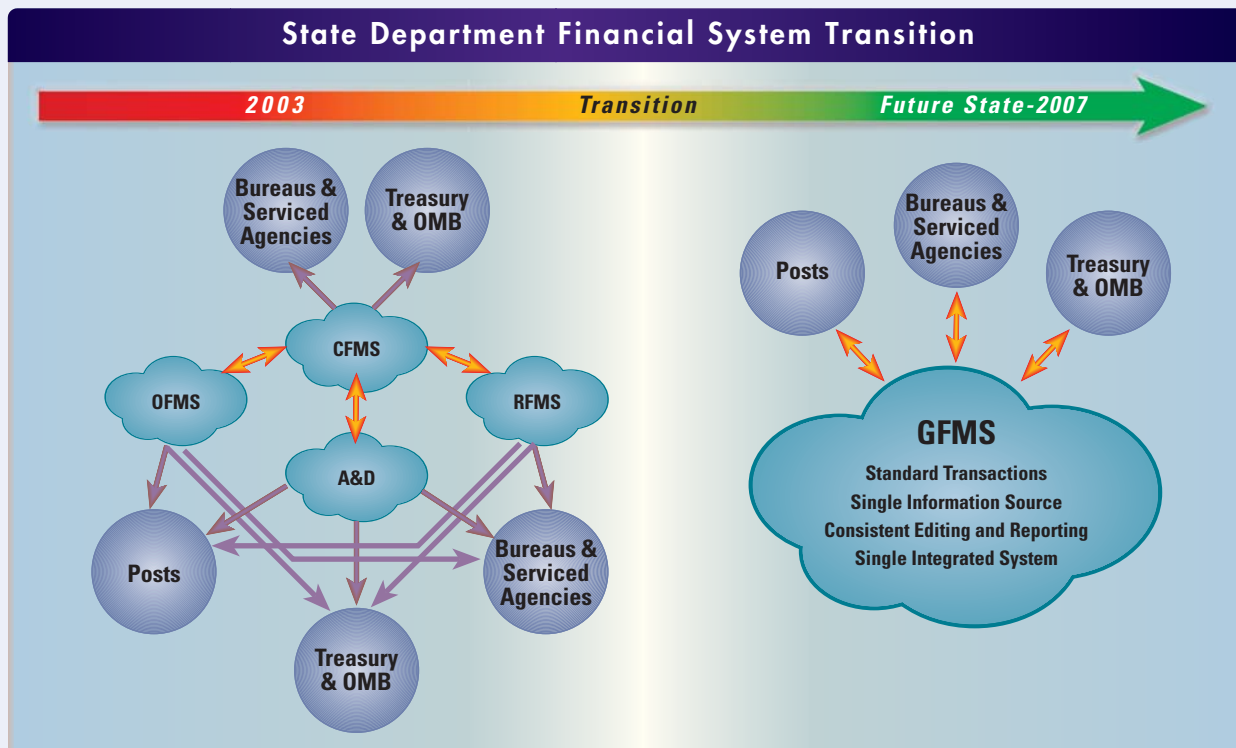 State Department Financial System Transition
2003
Transition
Future State-2007
Bureaus &
Serviced
Agencies
Treasury
& OMB
CFMS
OFMS
RFMS
A&D
Posts
Bureaus &
Serviced
Agencies
Treasury
& OMB
Posts
Bureaus &
Serviced
Agencies
Treasury
& OMB
GFMS
Standard Transactions
Single Information Source
Consistent Editing and Reporting
Single Integrated System